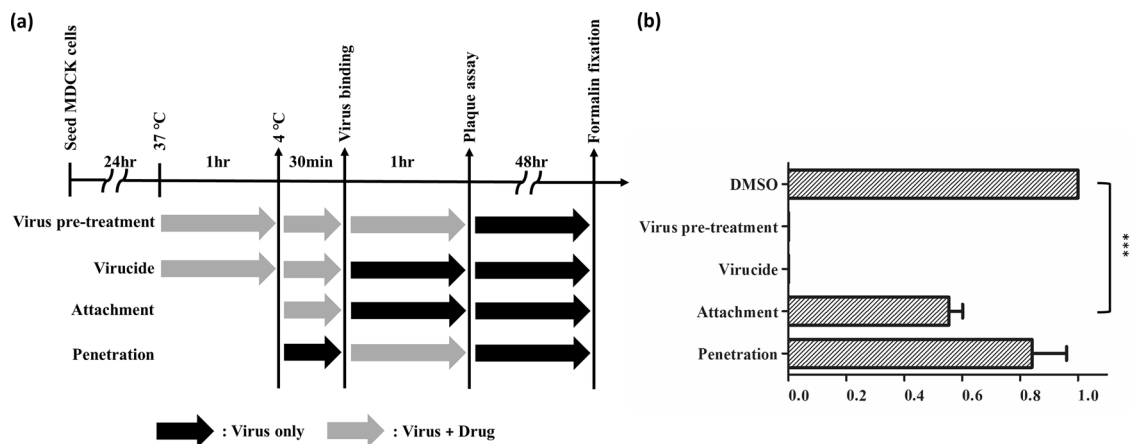 (a)
Seed MDCK cells
37 °C
4 °C
Virus binding
Plaque assay
Formalin fixation
24hr
1hr
30min
1hr
48hr
Virus pre-treatment
Virucide
Attachment
Penetration
: Virus only
: Virus + Drug
(b)
DMSO
Virus pre-treatment
Virucide
Attachment
Penetration
***
0.0 0.2 0.4 0.6 0.8 1.0